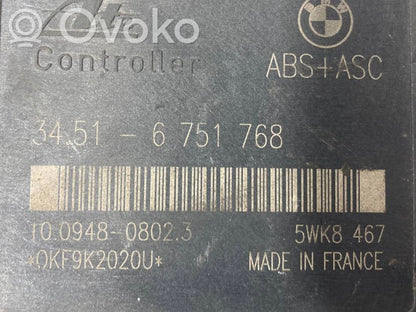 Ovoko
BMW
Controller ABS+ASC
34.51 - 6 751 768
10.0948-0802.3 5WK8 467
*OKF9K2020U* MADE IN FRANCE